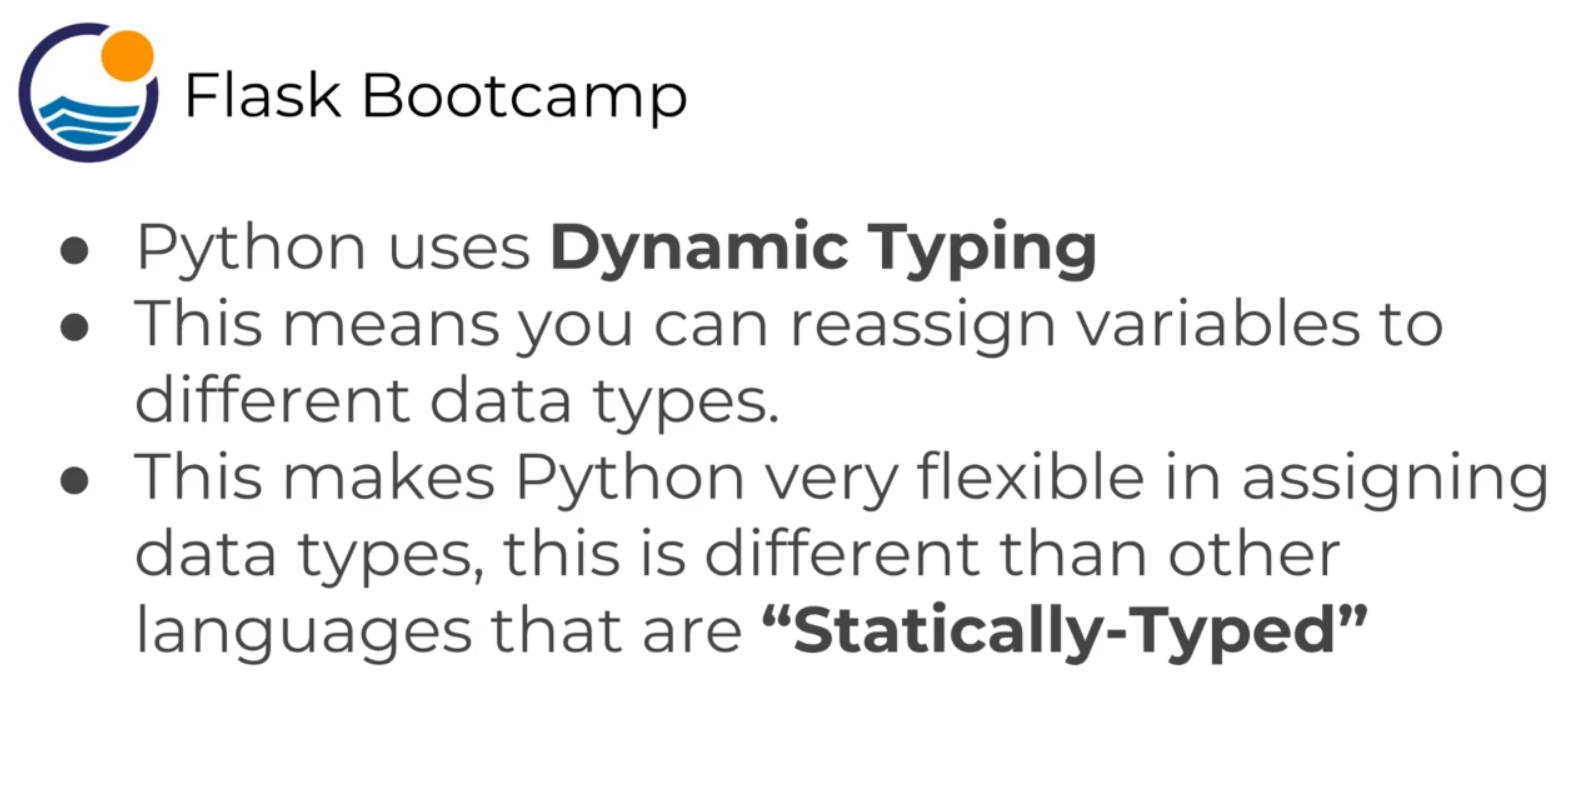 Flask Bootcamp
● Python uses Dynamic Typing
● This means you can reassign variables to
different data types.
● This makes Python very flexible in assigning
data types, this is different than other
languages that are “Statically-Typed”